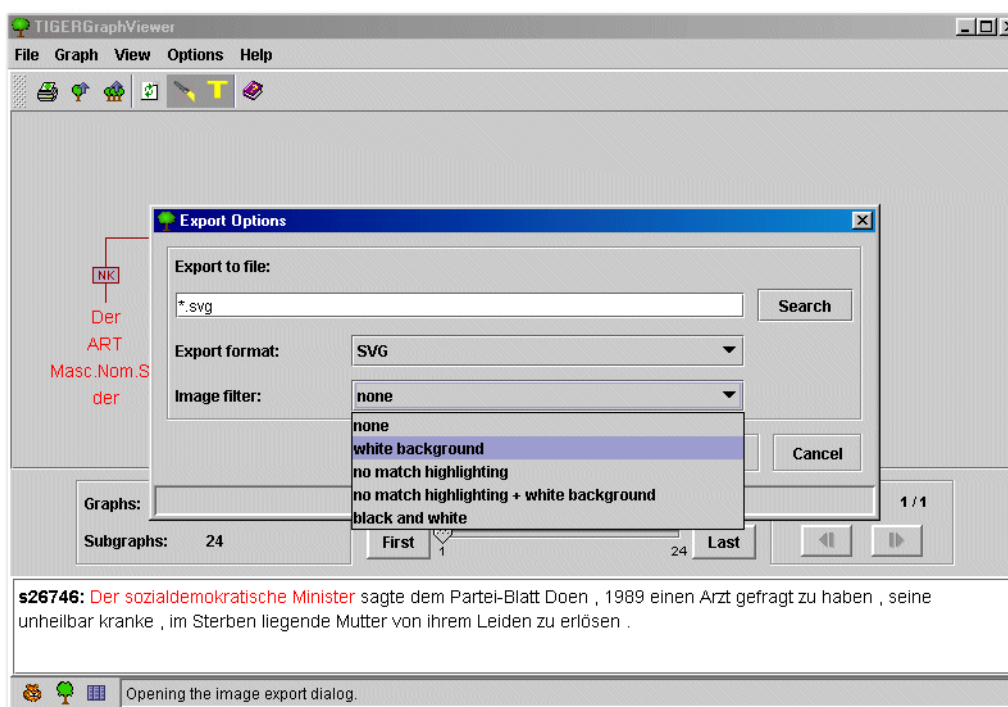 TIGERGraphViewer
File Graph View Options Help
Export Options
Export to file:
*.svg
Search
Export format:
SVG
Image filter:
none
none
white background
no match highlighting
no match highlighting + white background
black and white
Cancel
NK
Der
ART
Masc.Nom.S
der
Graphs:
1 / 1
Subgraphs: 24
First
1
24
Last
s26746: Der sozialdemokratische Minister sagte dem Partei-Blatt Doen , 1989 einen Arzt gefragt zu haben , seine
unheilbar kranke , im Sterben liegende Mutter von ihrem Leiden zu erlösen .
Opening the image export dialog.